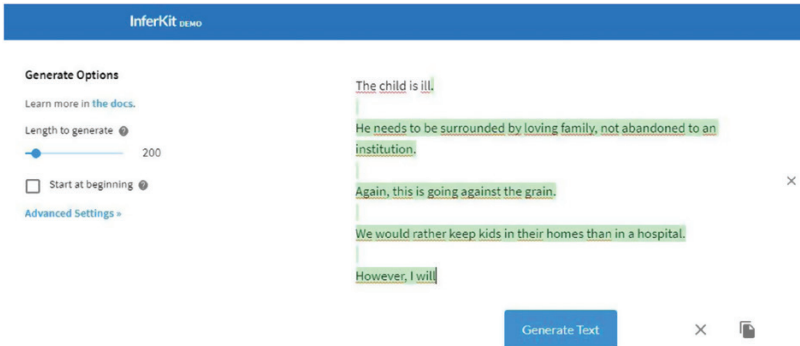 InferKit DEMO
Generate Options
Learn more in the docs.
Length to generate
200
Start at beginning
Advanced Settings »
The child is ill.
He needs to be surrounded by loving family, not abandoned to an
institution.
Again, this is going against the grain.
We would rather keep kids in their homes than in a hospital.
However, I will
Generate Text